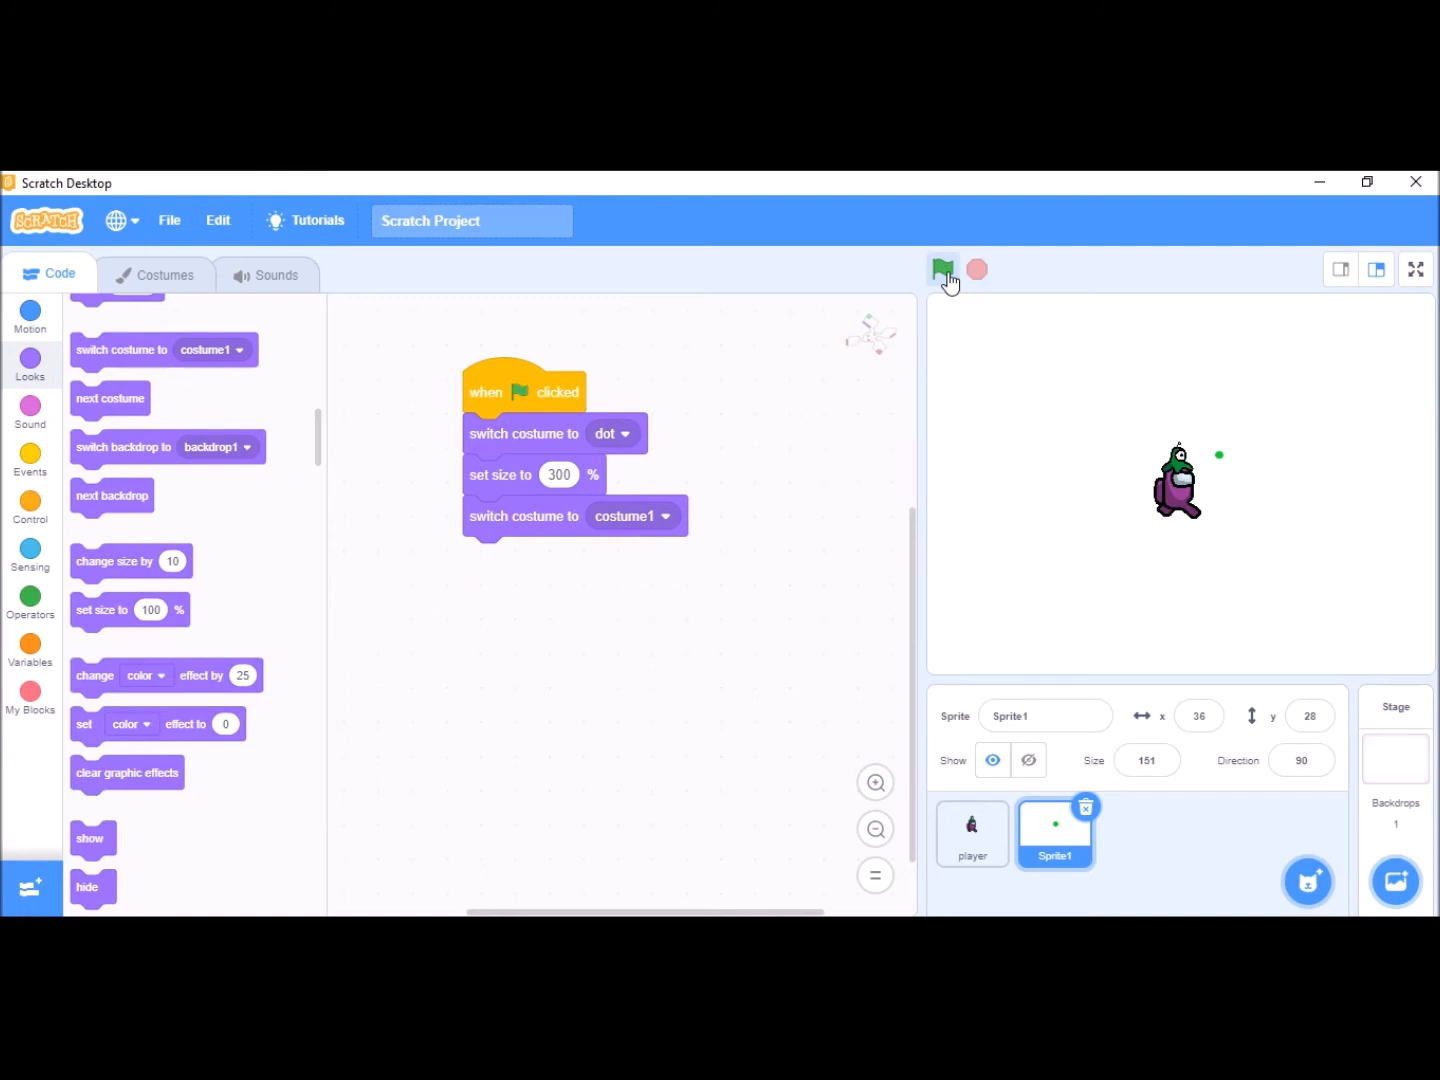 Scratch Desktop
SCRATCH
File
Edit
Tutorials
Scratch Project
Code
Costumes
Sounds
Motion
Looks
Sound
Events
Control
Sensing
Operators
Variables
My Blocks
switch costume to costume1
next costume
switch backdrop to backdrop1
next backdrop
change size by 10
set size to 100 %
change color effect by 25
set color effect to 0
clear graphic effects
show
hide
when clicked
switch costume to dot
set size to 300 %
switch costume to costume1
Sprite Sprite1 x 36 y 28
Show Size 151 Direction 90
player
Sprite1
Stage
Backdrops
1